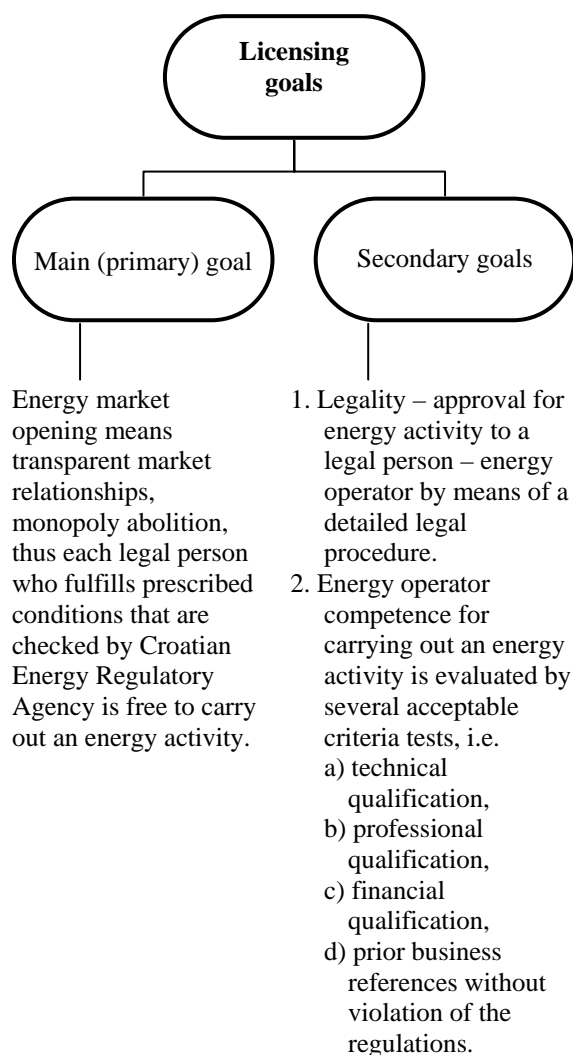 Licensing
goals
Main (primary) goal
Secondary goals
Energy market
opening means
transparent market
relationships,
monopoly abolition,
thus each legal person
who fulfills prescribed
conditions that are
checked by Croatian
Energy Regulatory
Agency is free to carry
out an energy activity.
1. Legality – approval for
energy activity to a
legal person – energy
operator by means of a
detailed legal
procedure.
2. Energy operator
competence for
carrying out an energy
activity is evaluated by
several acceptable
criteria tests, i.e.
a) technical
qualification,
b) professional
qualification,
c) financial
qualification,
d) prior business
references without
violation of the
regulations.